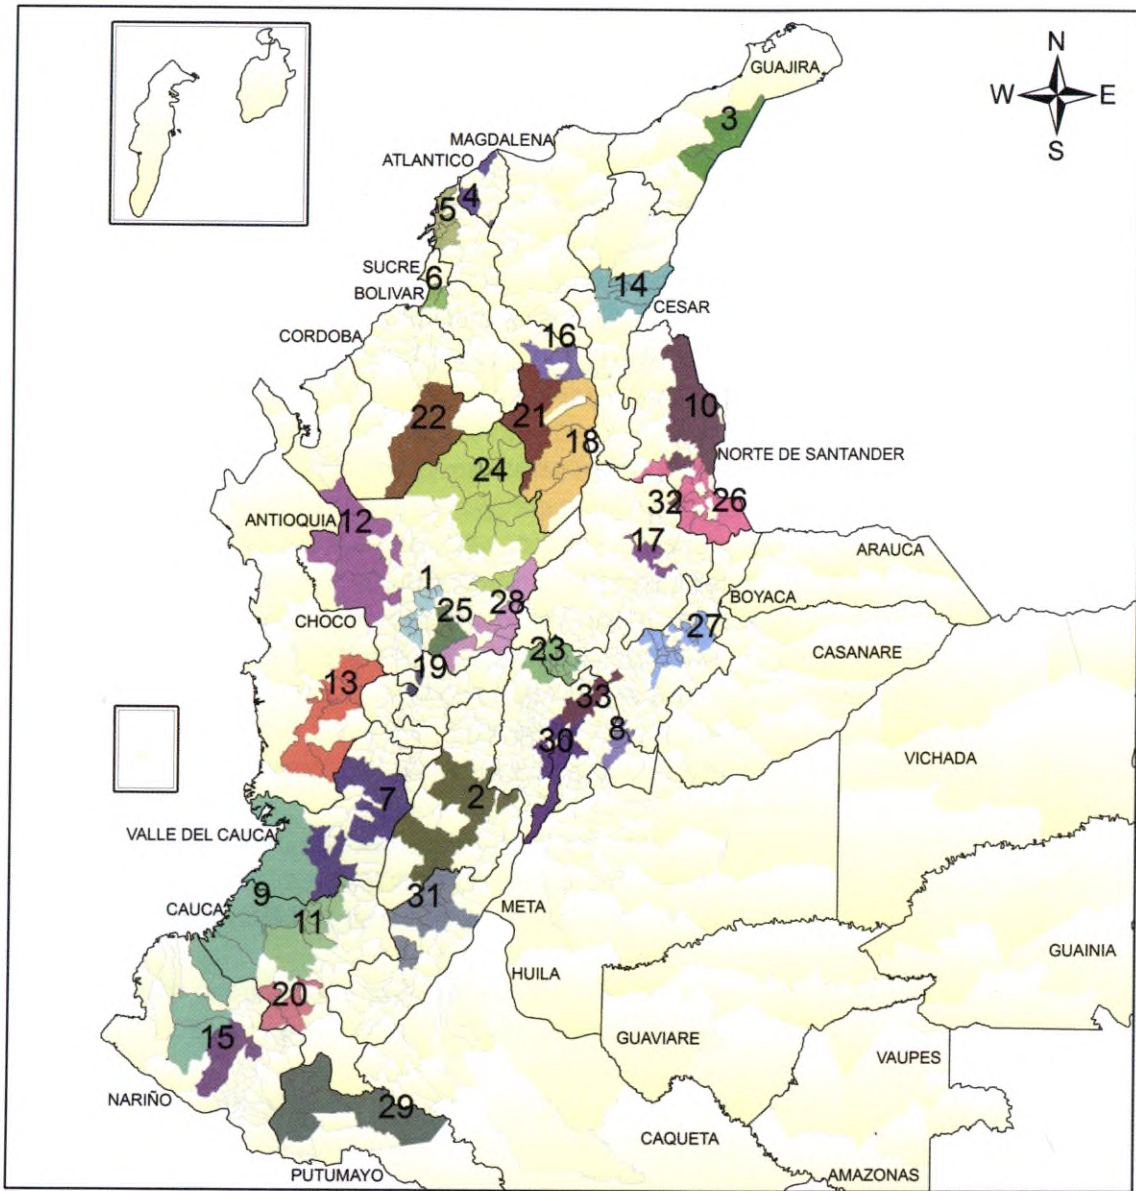 N
GUAJIRA
W E
3
S
MAGDALENA
ATLANTICO
4
5
SUCRE
6
BOLIVAR
14
CESAR
CORDOBA
16
22
21
10
18
NORTE DE SANTANDER
24
32
26
ANTIOQUIA
12
17
ARAUCA
1
25
28
BOYACA
CHOCO
27
23
CASANARE
19
13
33
8
30
VICHADA
7
2
VALLE DEL CAUCA
9
31
CAUCA
11
META
GUAINIA
HUILA
20
15
GUAVIARE
VAUPES
NARIÑO
29
CAQUETA
PUTUMAYO
AMAZONAS